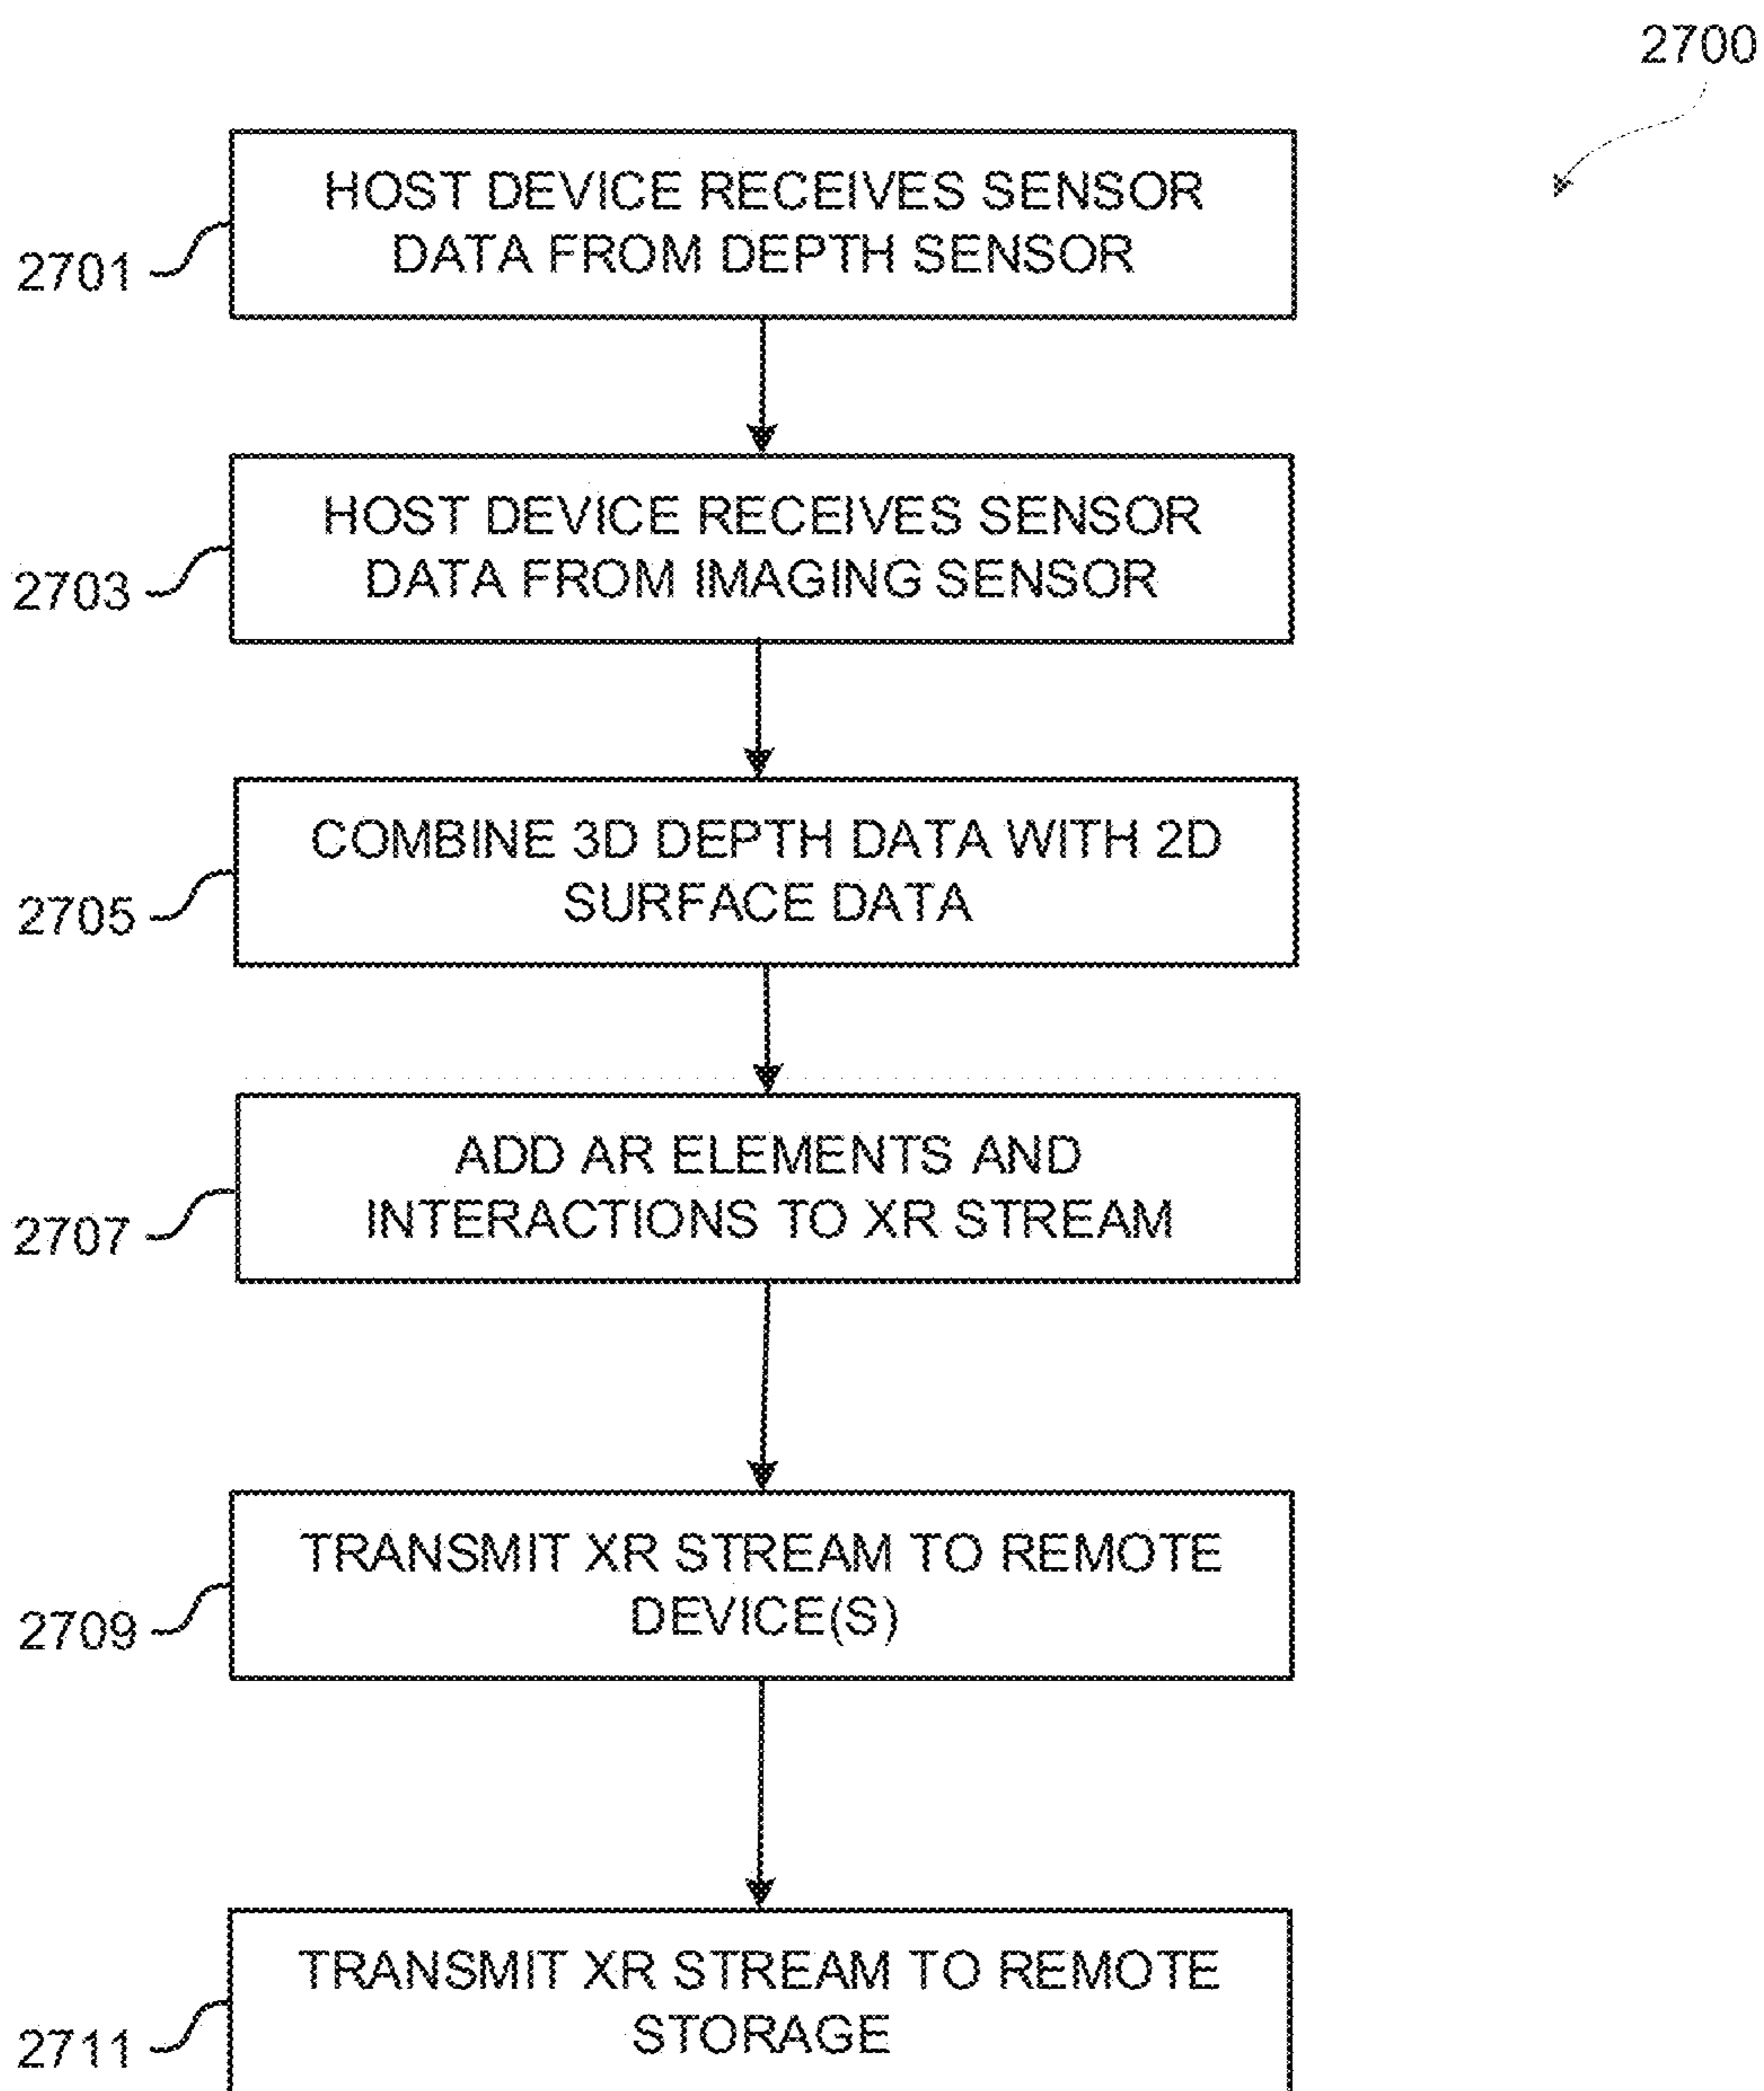 2700
HOST DEVICE RECEIVES SENSOR
DATA FROM DEPTH SENSOR
2701
HOST DEVICE RECEIVES SENSOR
DATA FROM IMAGING SENSOR
2703
COMBINE 3D DEPTH DATA WITH 2D
SURFACE DATA
2705
ADD AR ELEMENTS AND
INTERACTIONS TO XR STREAM
2707
TRANSMIT XR STREAM TO REMOTE
DEVICE(S)
2709
TRANSMIT XR STREAM TO REMOTE
STORAGE
2711